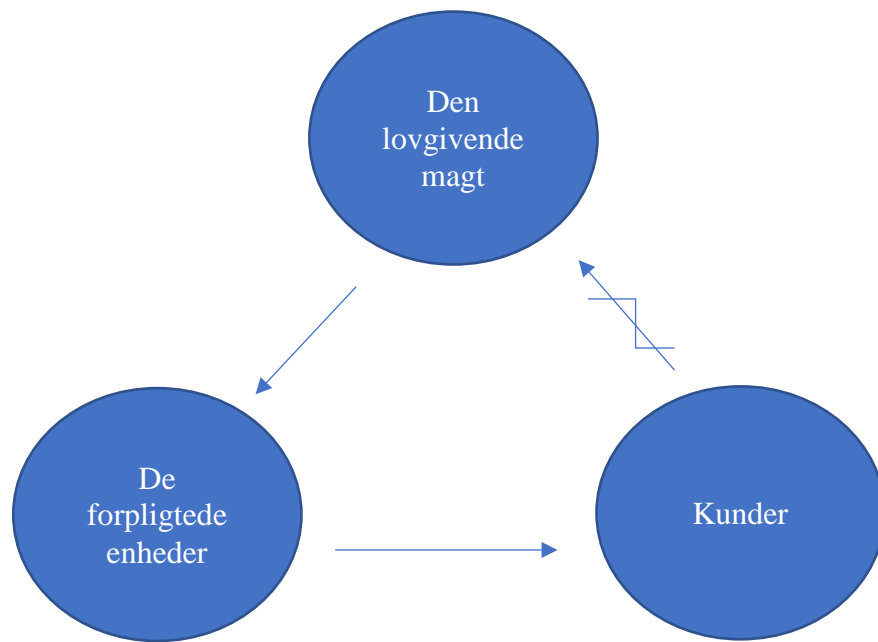 Den
lovgivende
magt
De
forpligtede
enheder
Kunder